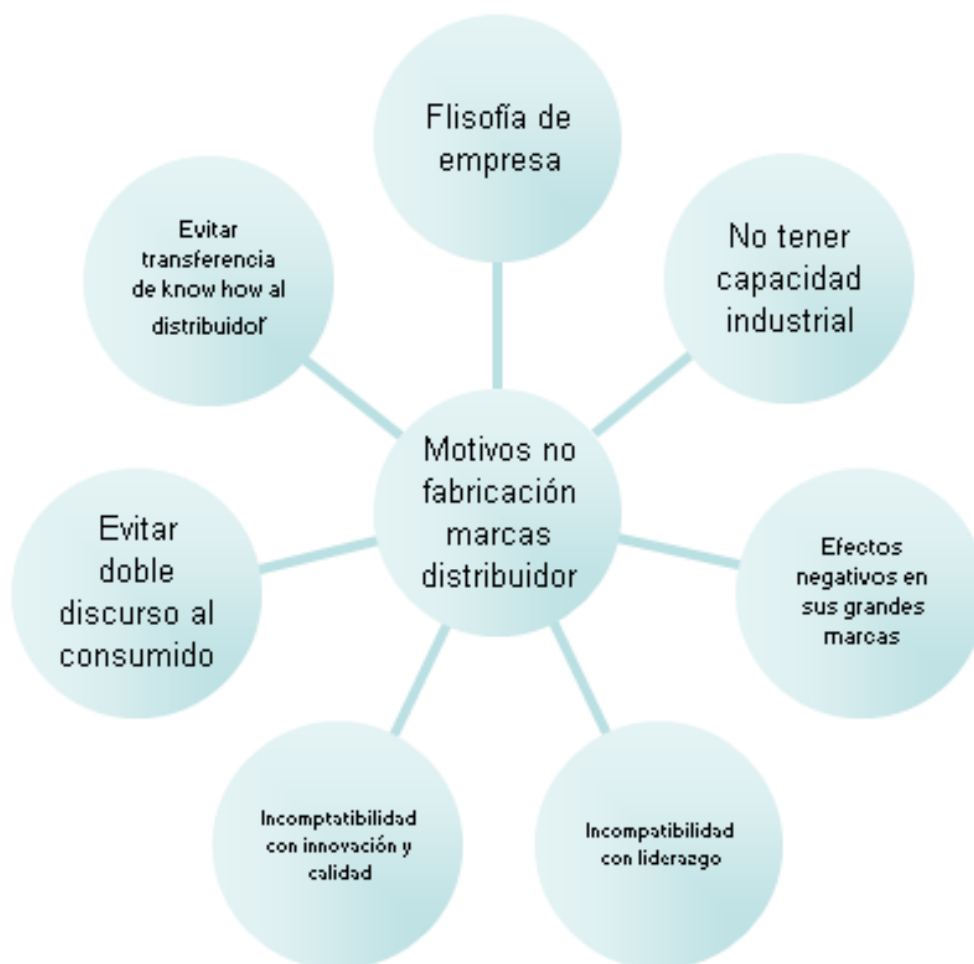 Flisofía de
empresa
No tener
capacidad
industrial
Efectos
negativos en
sus grandes
marcas
Incompatibilidad
con liderazgo
Incomptatibilidad
con innovación y
calidad
Evitar
doble
discurso al
consumido
Evitar
transferencia
de know how al
distribuidor
Motivos no
fabricación
marcas
distribuidor